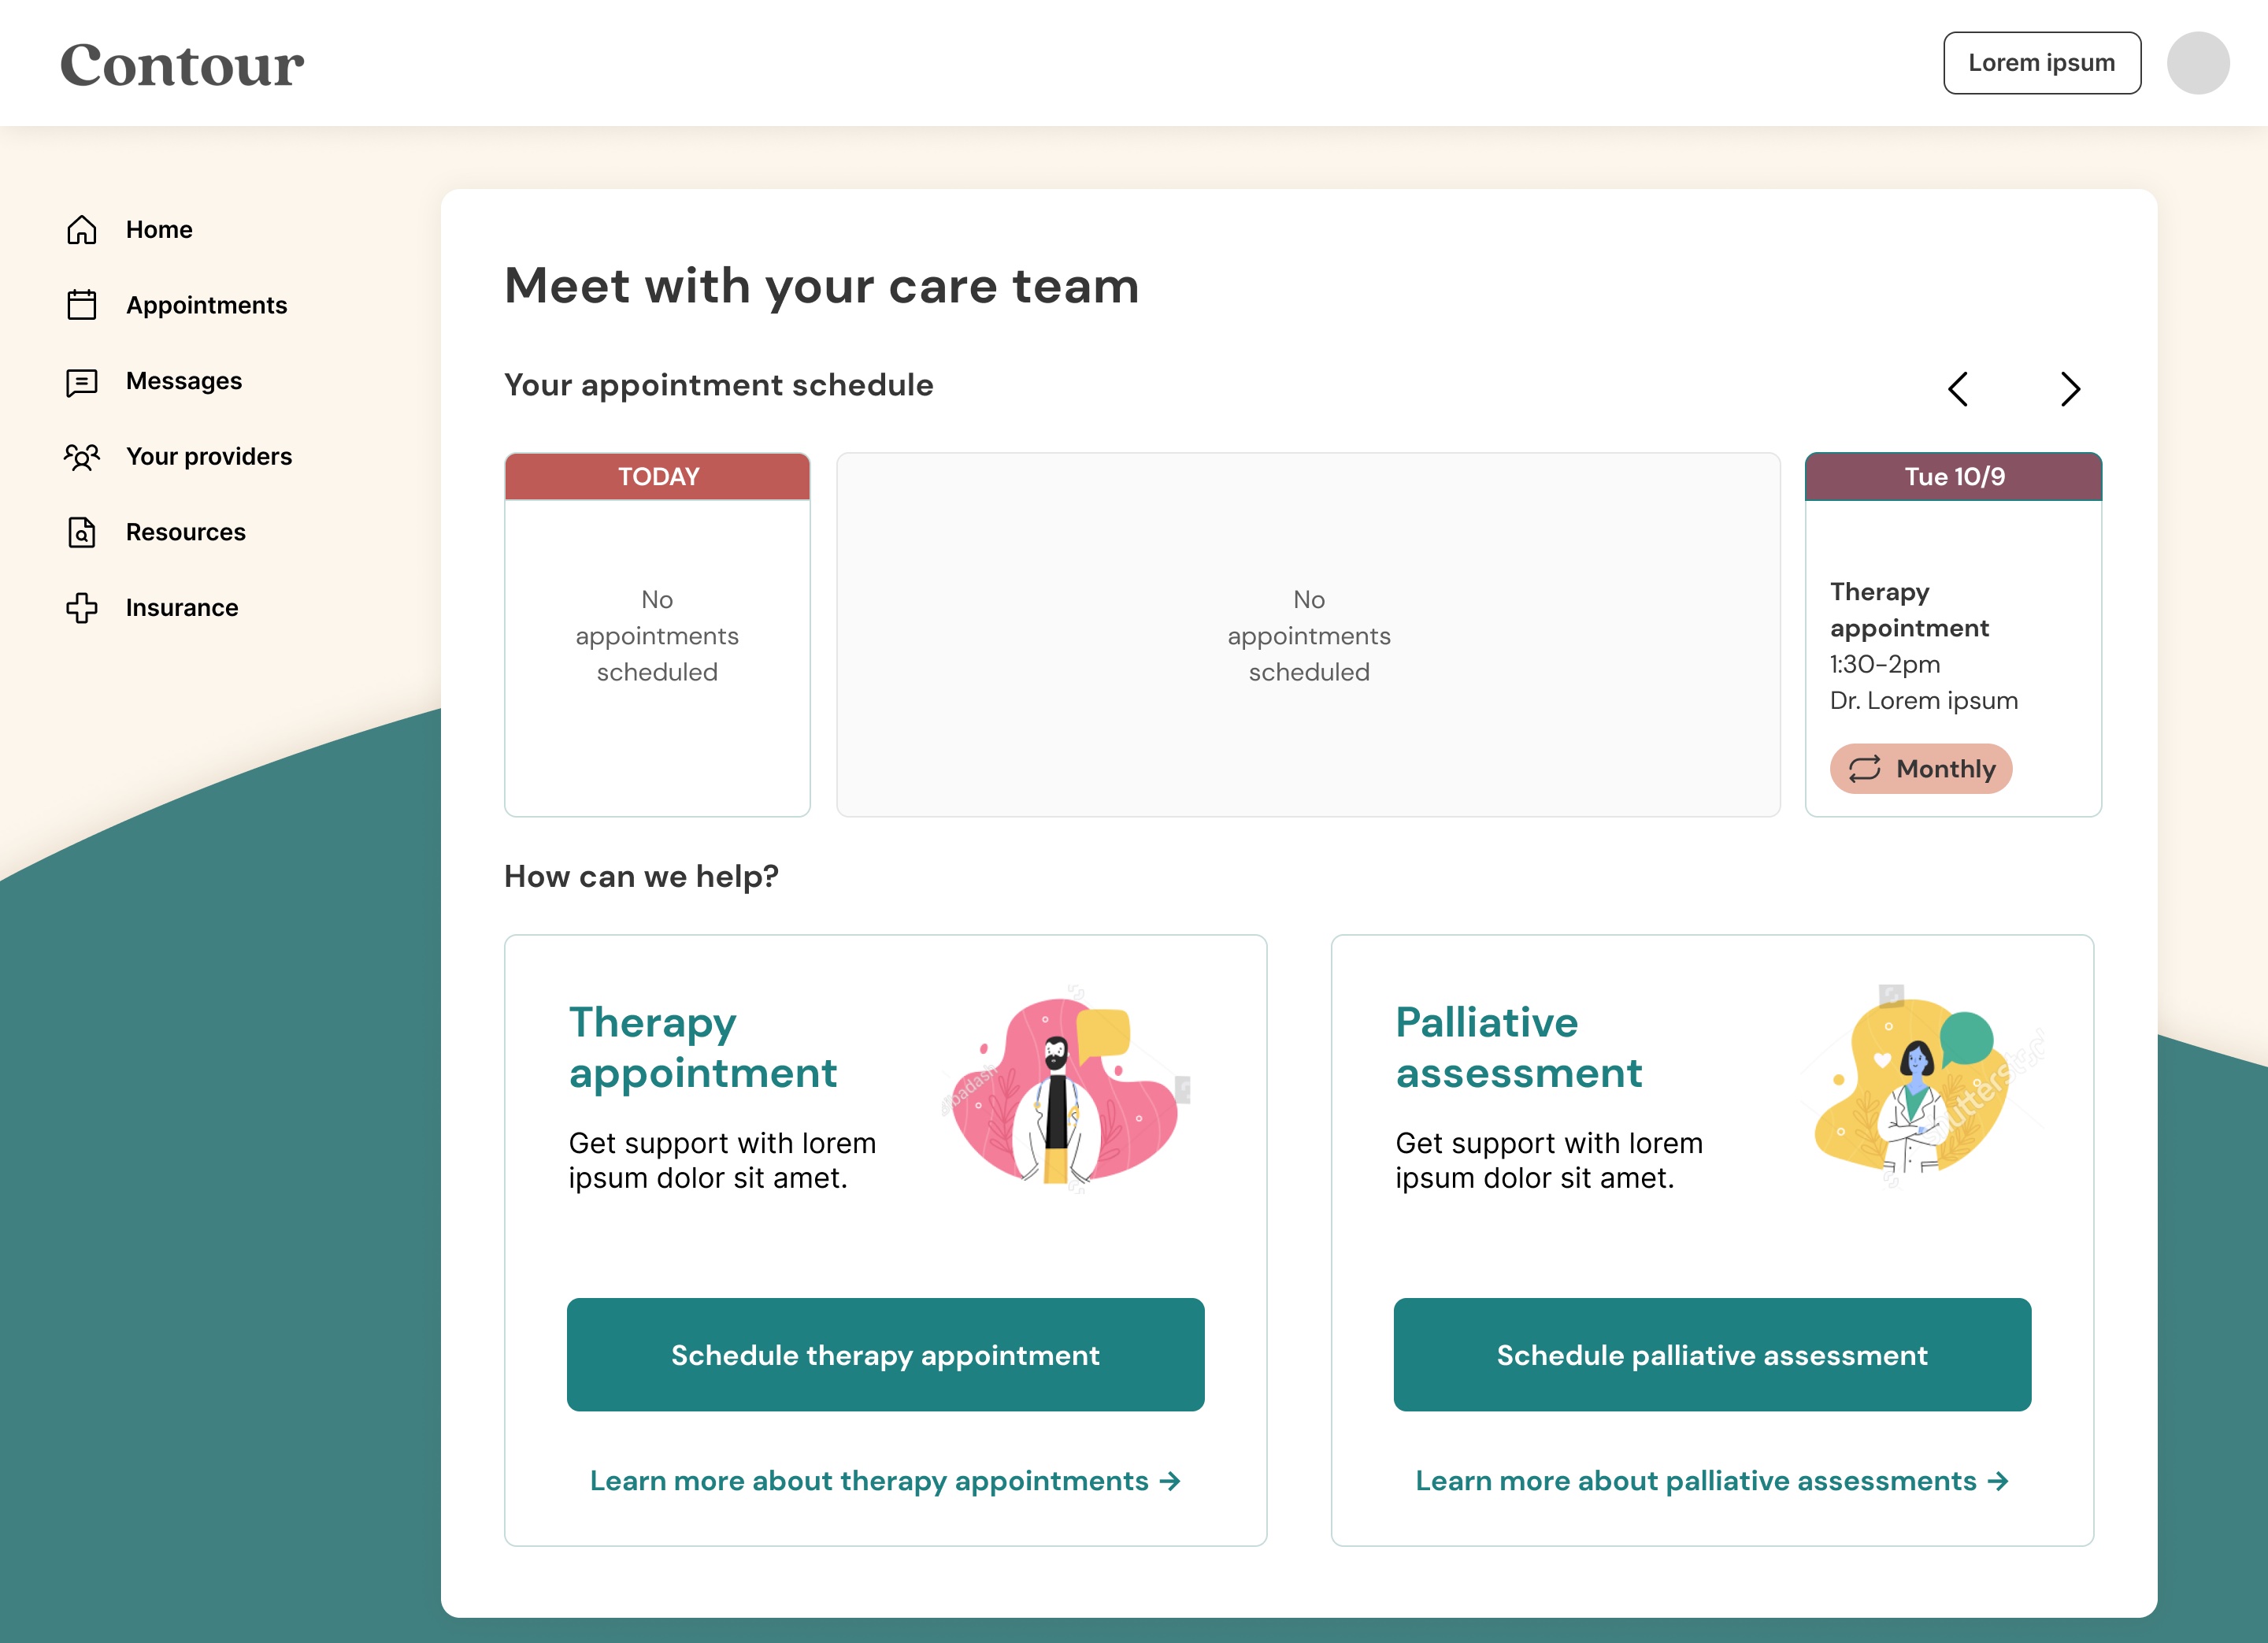 Contour
Lorem ipsum
Home
Appointments
Messages
Your providers
Resources
Insurance
Meet with your care team
Your appointment schedule
TODAY
No
appointments
scheduled
No
appointments
scheduled
Tue 10/9
Therapy
appointment
1:30-2pm
Dr. Lorem ipsum
Monthly
How can we help?
Therapy
appointment
Get support with lorem
ipsum dolor sit amet.
Schedule therapy appointment
Learn more about therapy appointments →
Palliative
assessment
Get support with lorem
ipsum dolor sit amet.
Schedule palliative assessment
Learn more about palliative assessments →